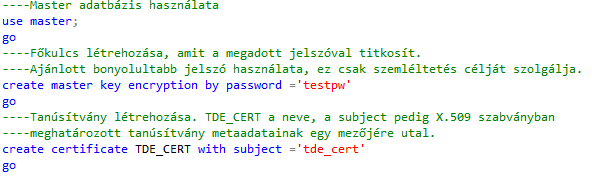 ----Master adatbázis használata
use master;
go
----Főkulcs létrehozása, amit a megadott jelszóval titkosít.
----Ajánlott bonyolultabb jelszó használata, ez csak szemléltetés célját szolgálja.
create master key encryption by password ='testpw'
go
----Tanúsítvány létrehozása. TDE_CERT a neve, a subject pedig X.509 szabványban
----meghatározott tanúsítvány metaadatainak egy mezőjére utal.
create certificate TDE_CERT with subject ='tde_cert'
go